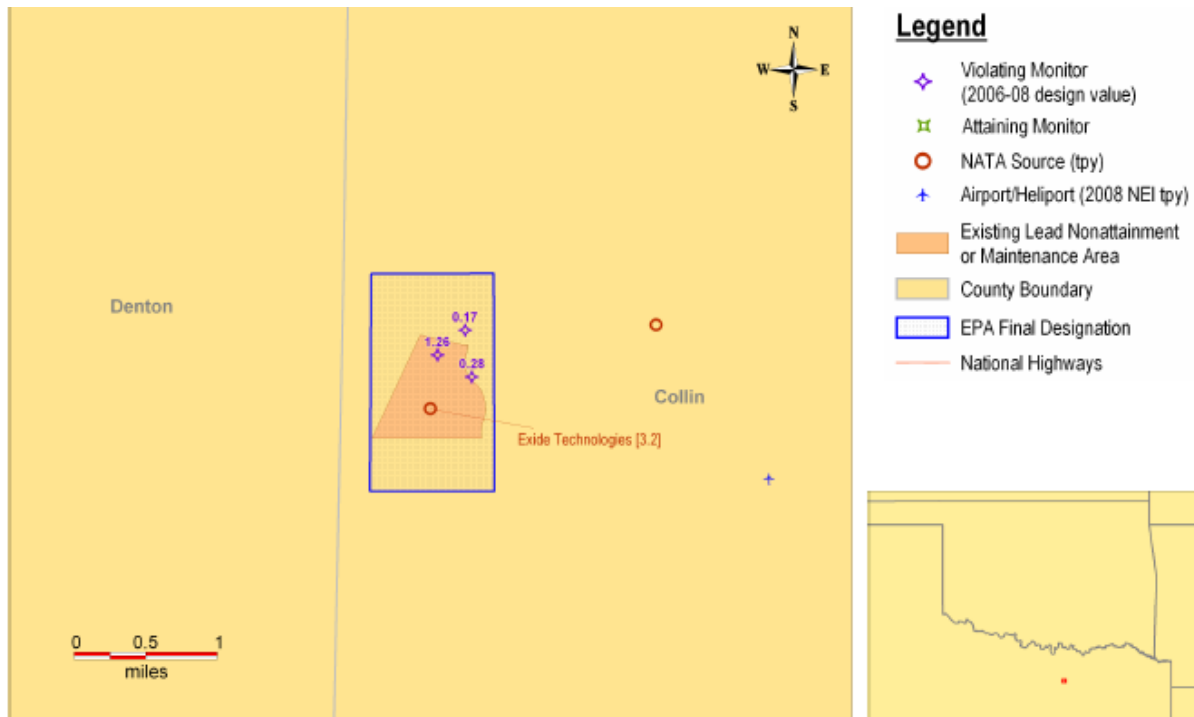 N
W E
S
Denton
0.17
1.26
0.28
Collin
Exide Technologies [3.2]
0 0.5 1
miles
Legend
Violating Monitor
(2006-08 design value)
Attaining Monitor
NATA Source (tpy)
Airport/Heliport (2008 NEI tpy)
Existing Lead Nonattainment
or Maintenance Area
County Boundary
EPA Final Designation
National Highways